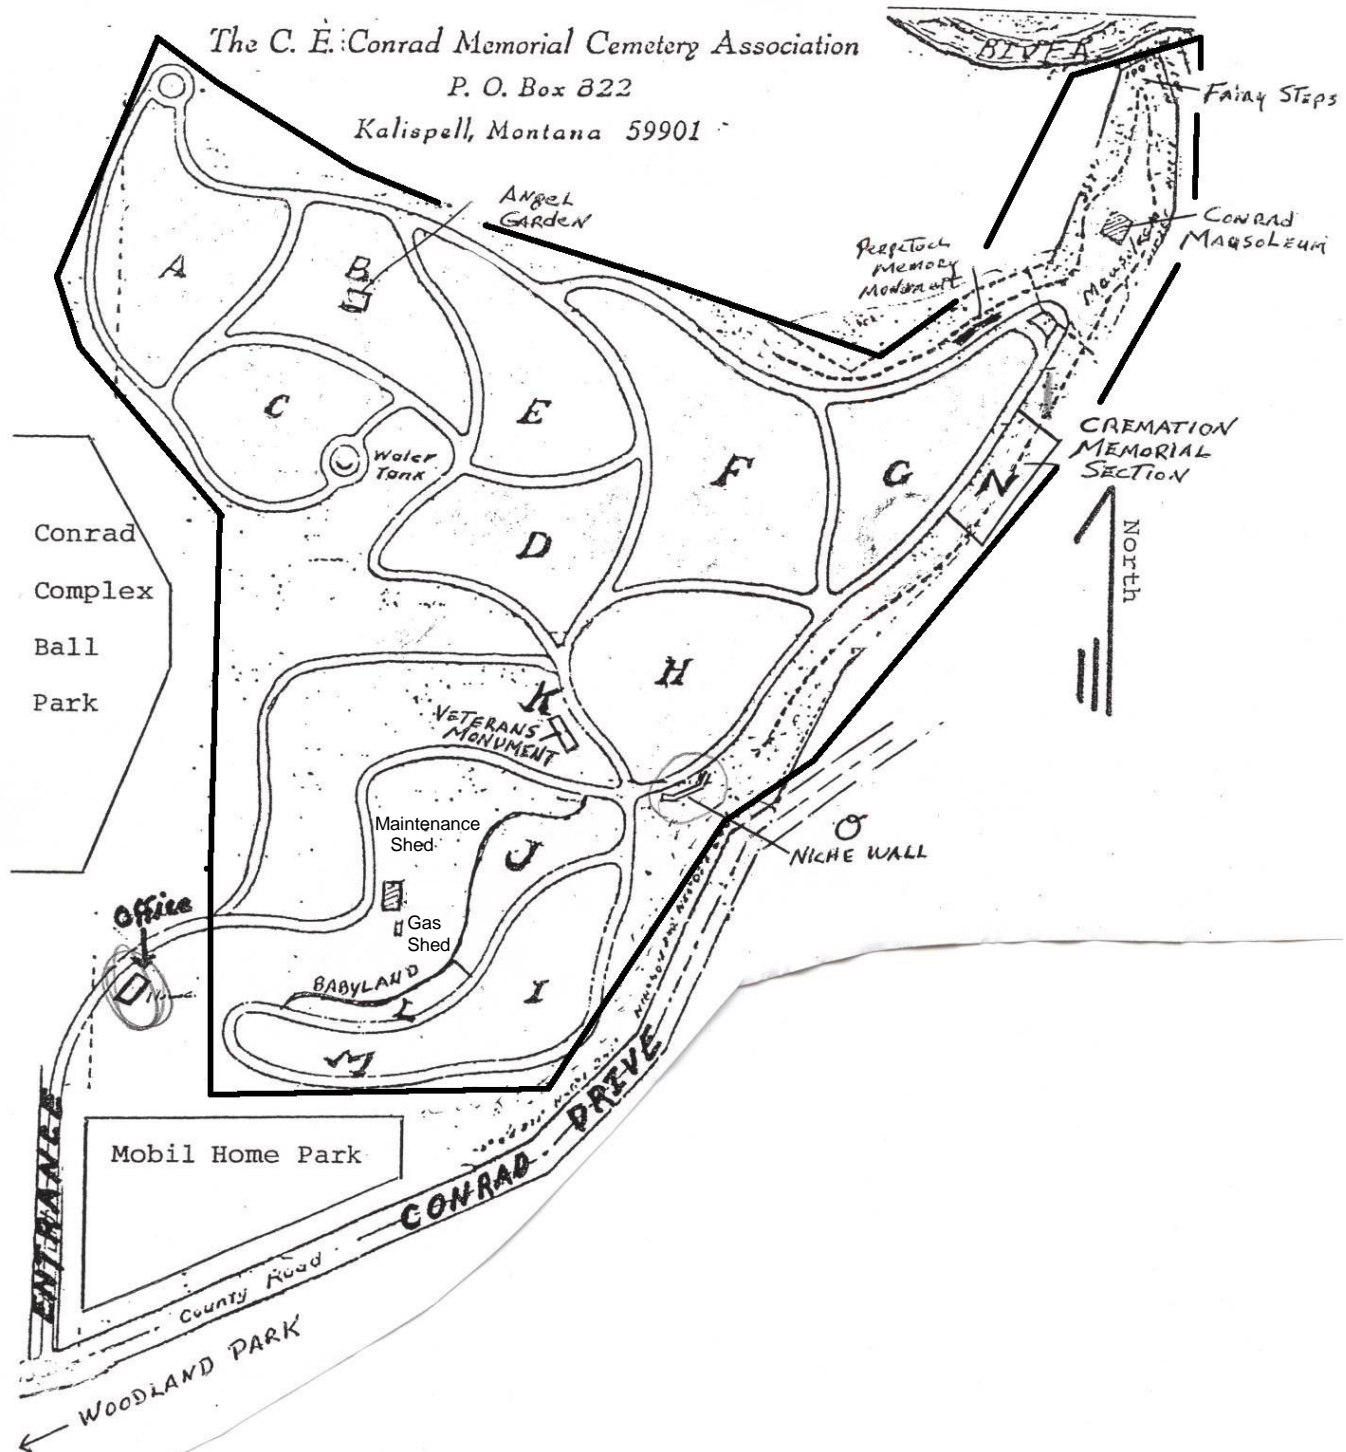 The C. E. Conrad Memorial Cemetery Association
P. O. Box 822
Kalispell, Montana 59901
RIVER
FAIRY STEPS
ANGEL
GARDEN
CONRAD
MAUSOLEUM
MEMORY
A
B
C
Water
Tank
E
F
G
N
CREMATION
MEMORIAL
SECTION
North
D
H
Conrad
Complex
Ball
Park
K
VETERANS
MONUMENT
Maintenance
Shed
J
O
NICHE WALL
Office
Gas
Shed
BABYLAND
L
I
M
ENTRANCE
Mobil Home Park
CONRAD DRIVE
County Road
WOODLAND PARK